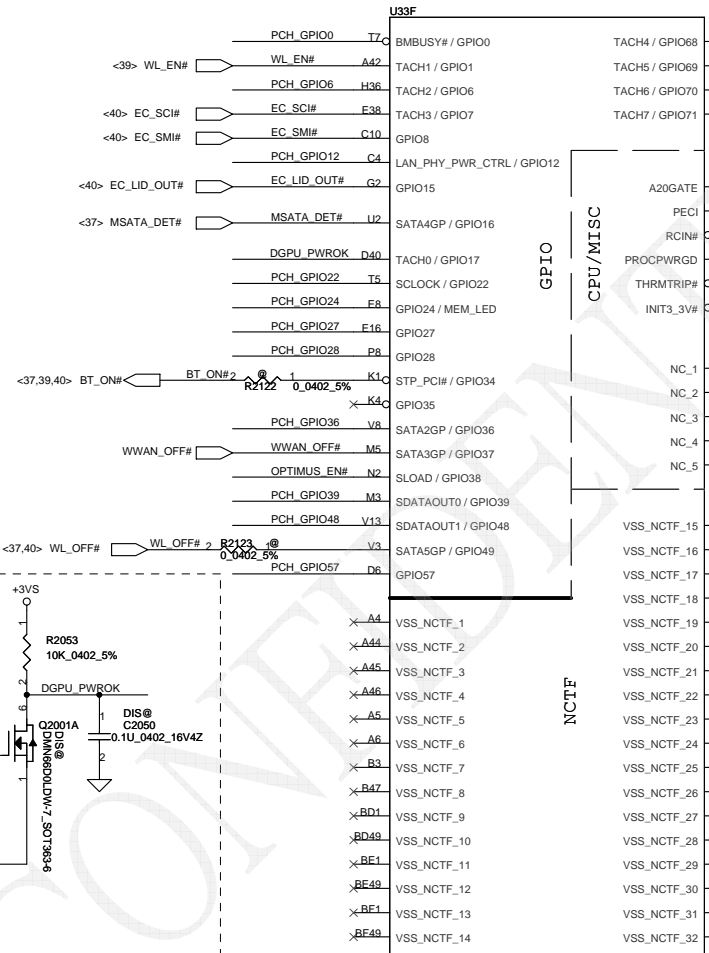 U33F
PCH_GPIO0 T7 BMBUSY# / GPIO0 TACH4 / GPIO68
<39> WL_EN# WL_EN# A42 TACH1 / GPIO1 TACH5 / GPIO69
PCH_GPIO6 H36 TACH2 / GPIO6 TACH6 / GPIO70
<40> EC_SCI# EC_SCI# E38 TACH3 / GPIO7 TACH7 / GPIO71
<40> EC_SMI# EC_SMI# C10 GPIO8
PCH_GPIO12 C4 LAN_PHY_PWR_CTRL / GPIO12
<40> EC_LID_OUT# EC_LID_OUT# G2 GPIO15 A20GATE
PECI
<37> MSATA_DET# MSATA_DET# U2 SATA4GP / GPIO16
RCIN#
DGPU_PWROK D40 TACH0 / GPIO17 PROCPWRGD
PCH_GPIO22 T5 SCLOCK / GPIO22 THRMTRIP#
PCH_GPIO24 E8 GPIO24 / MEM_LED INIT3_3V#
GPIO
CPU/MISC
PCH_GPIO27 E16 GPIO27
PCH_GPIO28 P8 GPIO28
NC_1
<37,39,40> BT_ON# BT_ON# 2 @ 1 K1 STP_PCI# / GPIO34
R2122 0_0402_5%
NC_2
K4 GPIO35
NC_3
PCH_GPIO36 V8 SATA2GP / GPIO36
NC_4
WWAN_OFF# WWAN_OFF# M5 SATA3GP / GPIO37
NC_5
OPTIMUS_EN# N2 SLOAD / GPIO38
PCH_GPIO39 M3 SDATAOUT0 / GPIO39
PCH_GPIO48 V13 SDATAOUT1 / GPIO48 VSS_NCTF_15
<37,40> WL_OFF# WL_OFF# 2 R2123 1 @ V3 SATA5GP / GPIO49 VSS_NCTF_16
0_0402_5%
PCH_GPIO57 D6 GPIO57 VSS_NCTF_17
VSS_NCTF_18
A4 VSS_NCTF_1 VSS_NCTF_19
A44 VSS_NCTF_2 VSS_NCTF_20
A45 VSS_NCTF_3 VSS_NCTF_21
A46 VSS_NCTF_4 VSS_NCTF_22
A5 VSS_NCTF_5 VSS_NCTF_23
A6 VSS_NCTF_6 VSS_NCTF_24
B3 VSS_NCTF_7 VSS_NCTF_25
B47 VSS_NCTF_8 VSS_NCTF_26
BD1 VSS_NCTF_9 VSS_NCTF_27
BD49 VSS_NCTF_10 VSS_NCTF_28
BE1 VSS_NCTF_11 VSS_NCTF_29
BE49 VSS_NCTF_12 VSS_NCTF_30
BF1 VSS_NCTF_13 VSS_NCTF_31
BF49 VSS_NCTF_14 VSS_NCTF_32
NCTF
+3VS
1
R2053
10K_0402_5%
2
DGPU_PWROK
6
Q2001A
DIS@
DMN66D0LDW-7_SOT363-6
1
1
DIS@
C2050
0.1U_0402_16V4Z
2
CONFIDENT